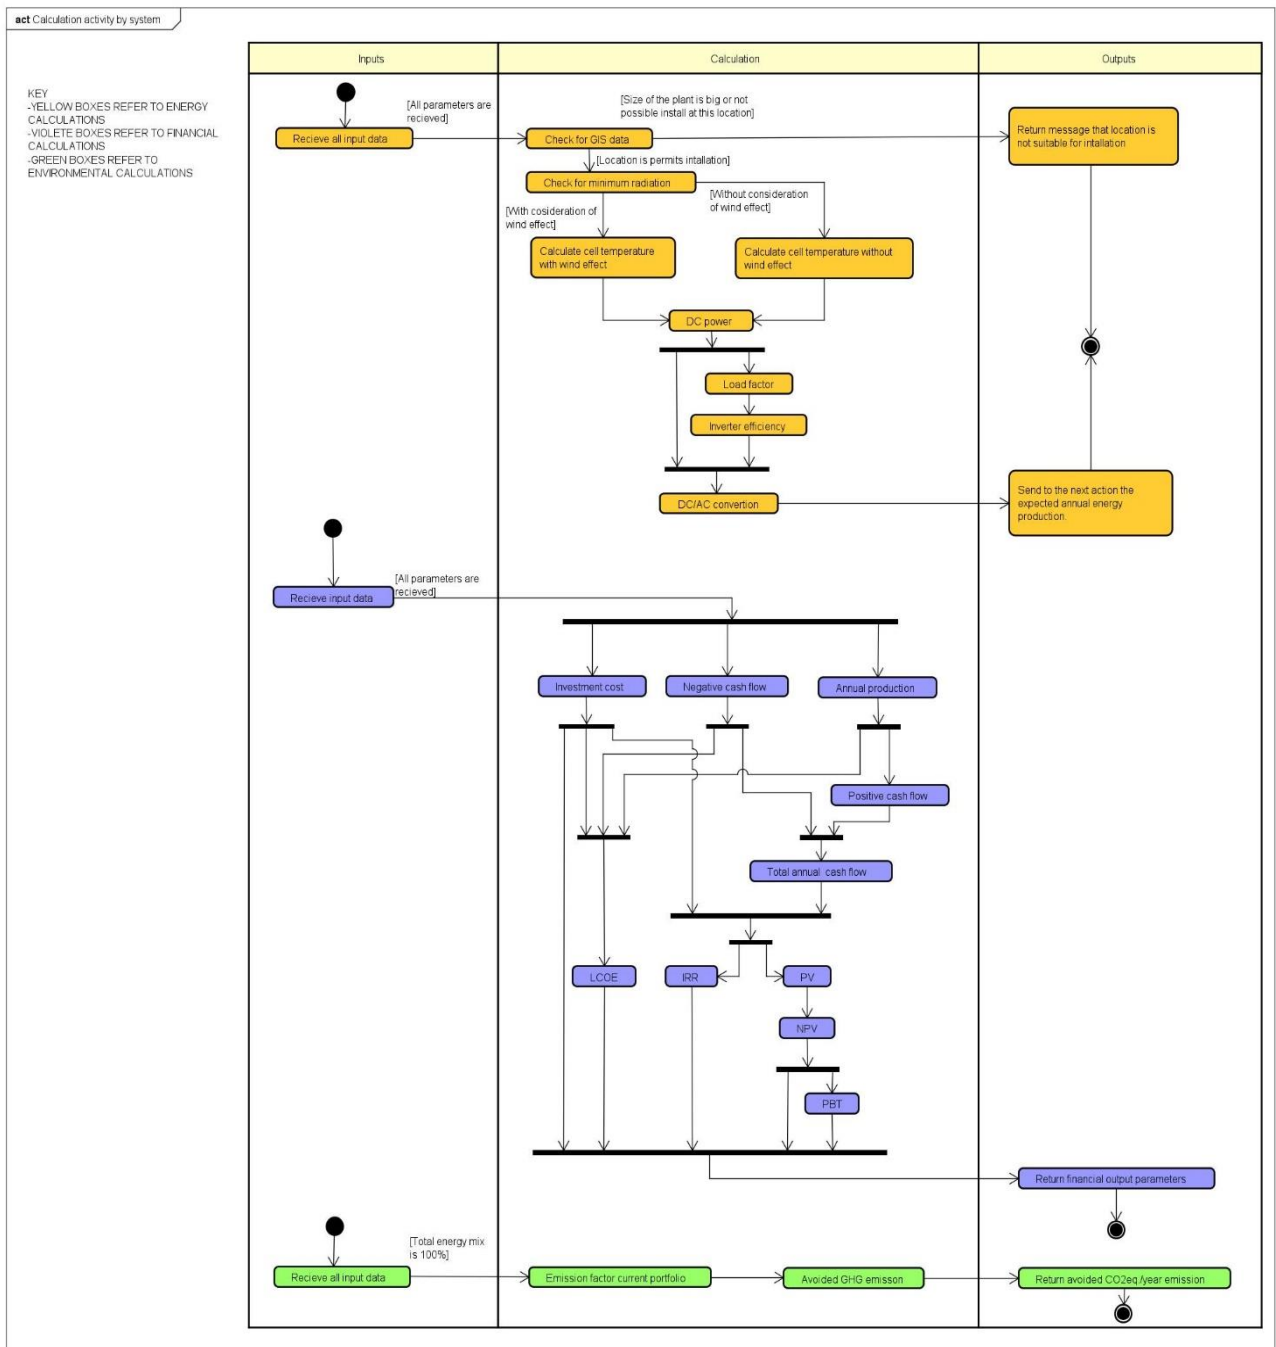 act Calculation activity by system
Inputs
Calculation
Outputs
KEY
-YELLOW BOXES REFER TO ENERGY
CALCULATIONS
-VIOLETE BOXES REFER TO FINANCIAL
CALCULATIONS
-GREEN BOXES REFER TO
ENVIRONMENTAL CALCULATIONS
[All parameters are
recieved]
[Size of the plant is big or not
possible install at this location]
Recieve all input data
Check for GIS data
Return message that location is
not suitable for intallation
[Location is permits intallation]
Check for minimum radiation
[With cosideration of
wind effect]
[Without consideration
of wind effect]
Calculate cell temperature
with wind effect
Calculate cell temperature without
wind effect
DC power
Load factor
Inverter efficiency
DC/AC convertion
Send to the next action the
expected annual energy
production.
[All parameters are
recieved]
Recieve input data
Investment cost
Negative cash flow
Annual production
Positive cash flow
Total annual cash flow
LCOE
IRR
PV
NPV
PBT
Return financial output parameters
[Total energy mix
is 100%]
Recieve all input data
Emission factor current portfolio
Avoided GHG emisson
Return avoided CO2eq./year emission